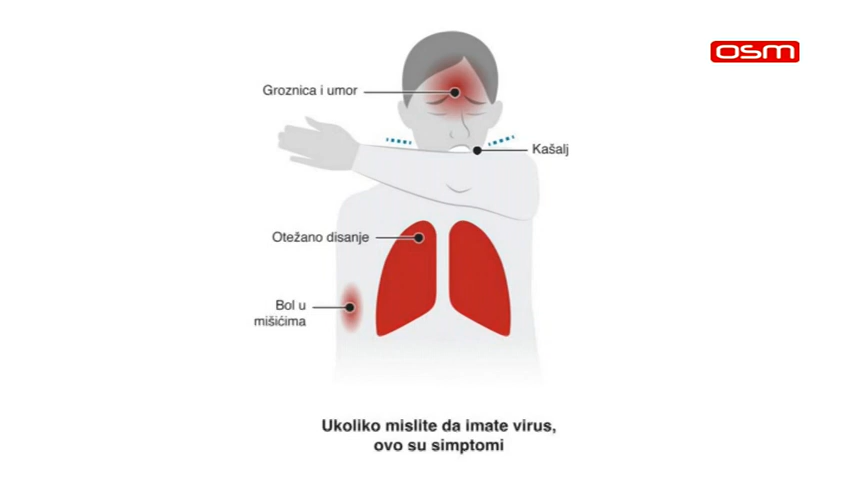 osm
Groznica i umor
Kašalj
Otežano disanje
Bol u
mišićima
Ukoliko mislite da imate virus,
ovo su simptomi